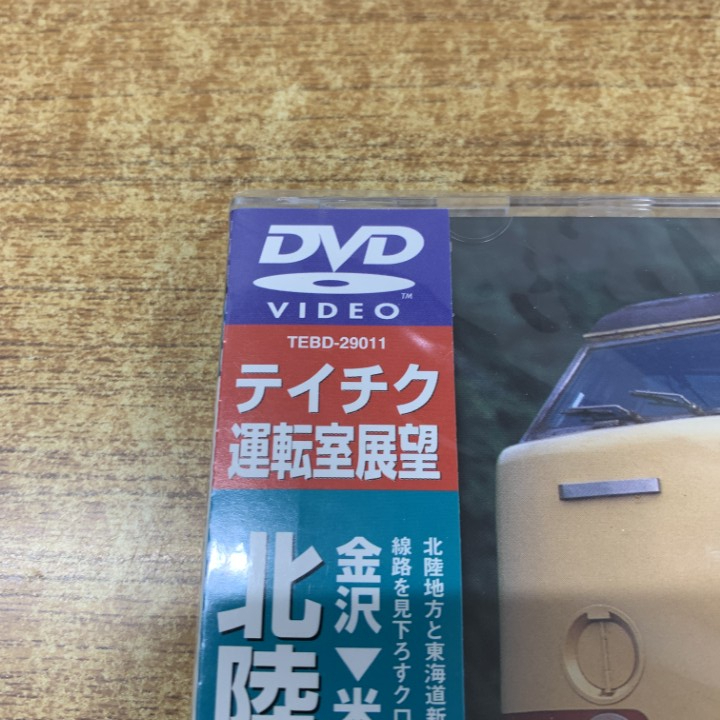 DVD
VIDEO
TEBD-29011
テイチク
運転室展望
北陸地方と東海道新
線路を見下ろすクロ
金沢▼米
北陸